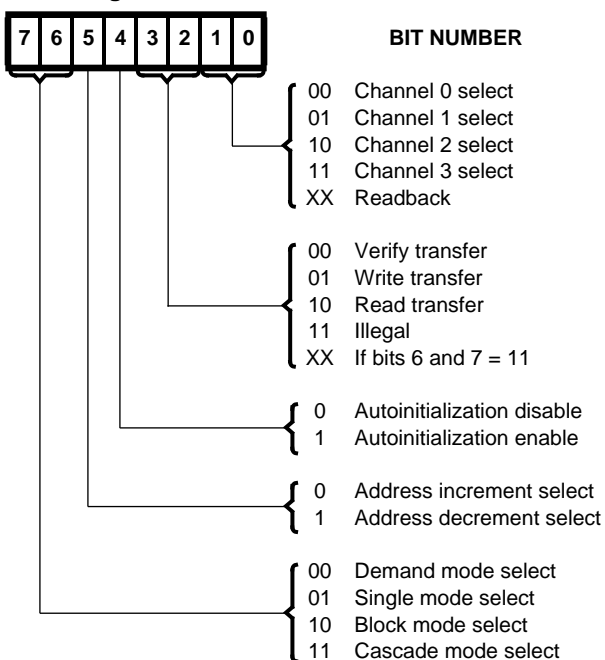 7 6 5 4 3 2 1 0 BIT NUMBER
00 Channel 0 select
01 Channel 1 select
10 Channel 2 select
11 Channel 3 select
XX Readback
00 Verify transfer
01 Write transfer
10 Read transfer
11 Illegal
XX If bits 6 and 7 = 11
0 Autoinitialization disable
1 Autoinitialization enable
0 Address increment select
1 Address decrement select
00 Demand mode select
01 Single mode select
10 Block mode select
11 Cascade mode select